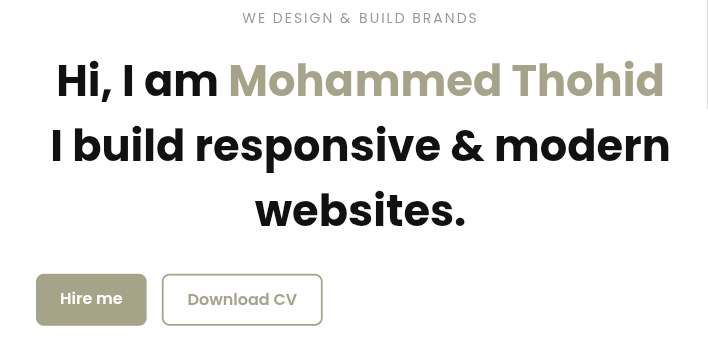 WE DESIGN & BUILD BRANDS
Hi, I am Mohammed Thohid
I build responsive & modern
websites.
Hire me
Download CV